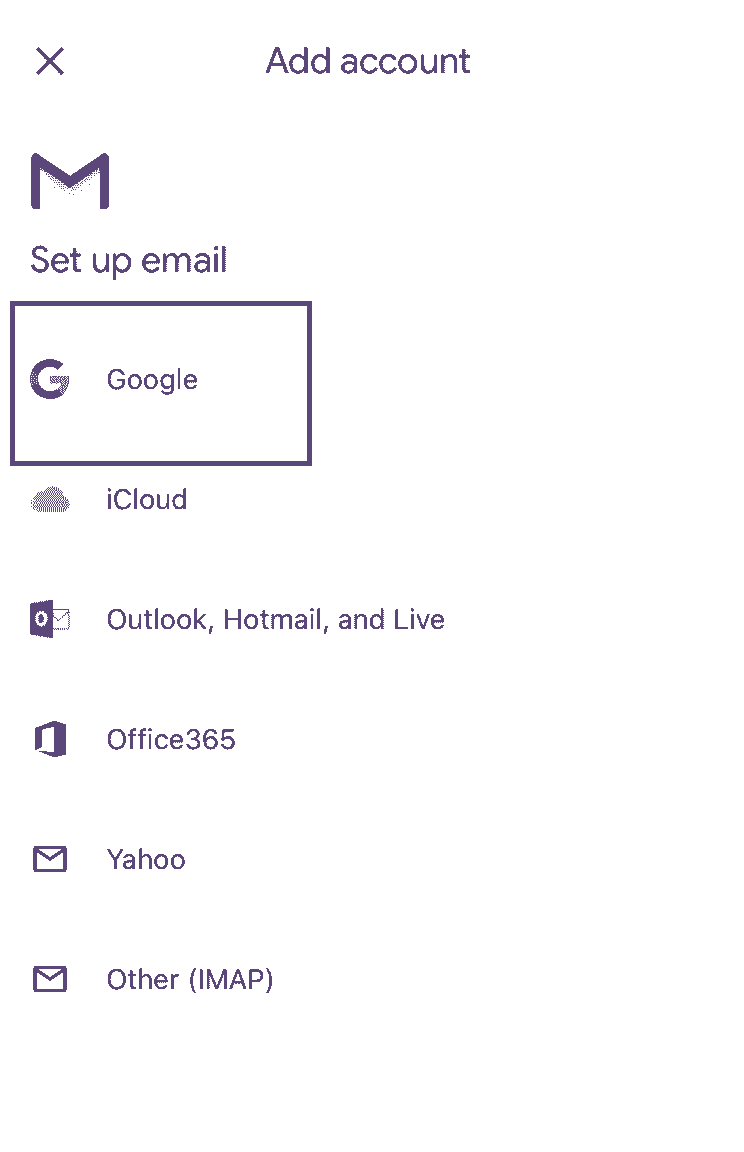 Add account
Set up email
Google
iCloud
Outlook, Hotmail, and Live
Office365
Yahoo
Other (IMAP)